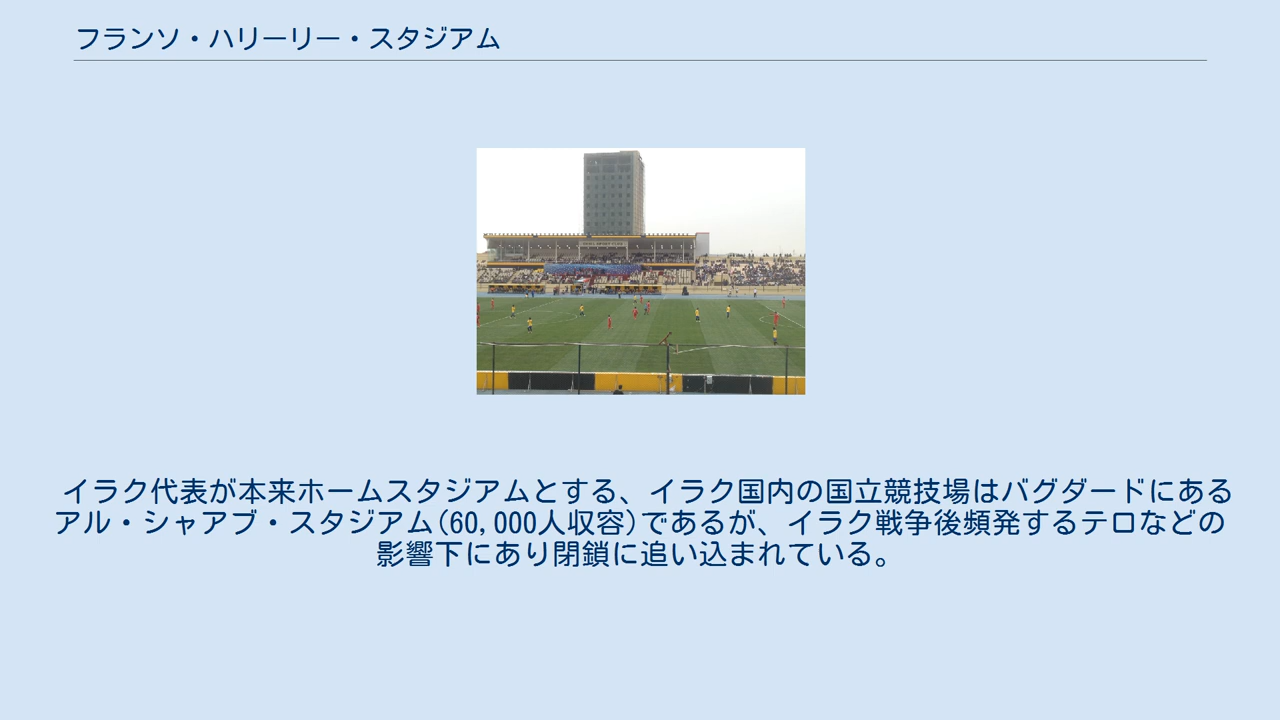 フランソ・ハリーリー・スタジアム
イラク代表が本来ホームスタジアムとする、イラク国内の国立競技場はバグダードにある
アル・シャアブ・スタジアム(60,000人収容)であるが、イラク戦争後頻発するテロなどの
影響下にあり閉鎖に追い込まれている。